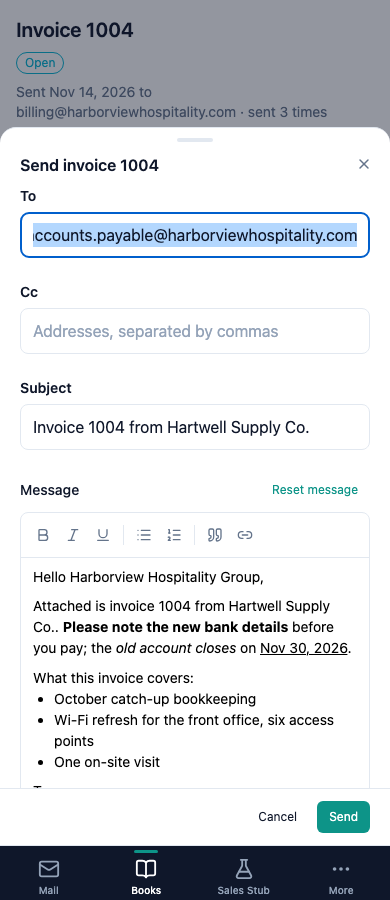 Invoice 1004
Open
Sent Nov 14, 2026 to
billing@harborviewhospitality.com · sent 3 times
Send invoice 1004
To
accounts.payable@harborviewhospitality.com
Cc
Addresses, separated by commas
Subject
Invoice 1004 from Hartwell Supply Co.
Message
Reset message
Hello Harborview Hospitality Group,
Attached is invoice 1004 from Hartwell Supply
Co.. Please note the new bank details before
you pay; the old account closes on Nov 30, 2026.
What this invoice covers:
• October catch-up bookkeeping
• Wi-Fi refresh for the front office, six access
points
• One on-site visit
Cancel
Send
Mail
Books
Sales Stub
More